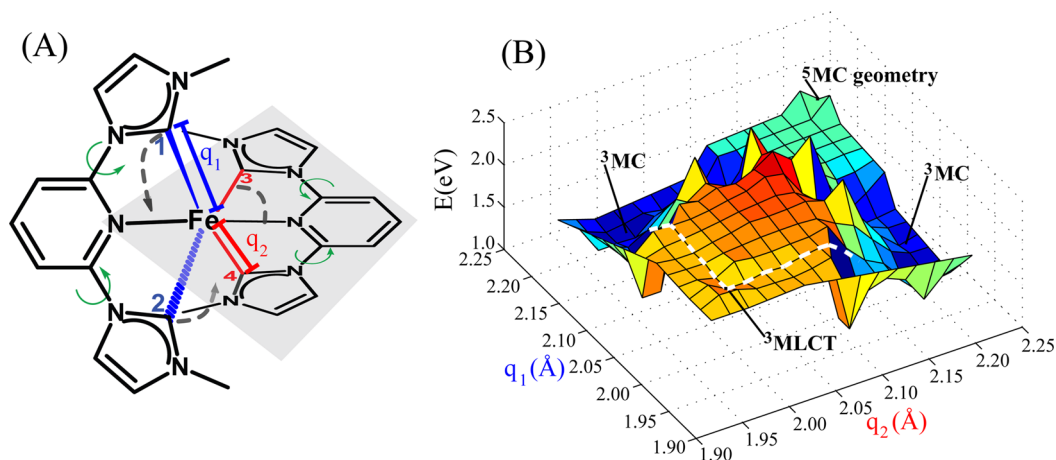 (A)
N
N
1
q1
N
3
N
N
Fe
N
q2
4
N
2
N
N
N
(B)
5MC geometry
3MC
3MC
3MLCT
E(eV)
2.5
2.0
1.5
1.0
2.20
2.15
2.10
2.05
2.00
1.95
1.90
q1(Å)
1.90
1.95
2.00
2.05
2.10
2.15
2.20
2.25
q2(Å)